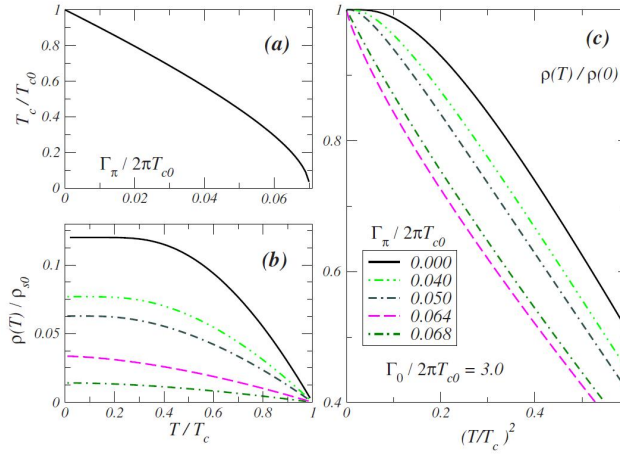 1
0.8
0.6
0.4
0.2
0
T_c / T_c0
(a)
Γ_π / 2πT_c0
0 0.02 0.04 0.06
0.1
0.05
0
ρ(T) / ρ_s0
(b)
0 0.2 0.4 0.6 0.8 1
T / T_c
1
0.8
0.6
0.4
(c)
ρ(T) / ρ(0)
Γ_π / 2πT_c0
0.000
0.040
0.050
0.064
0.068
Γ_0 / 2πT_c0 = 3.0
0 0.2 0.4
(T/T_c)^2